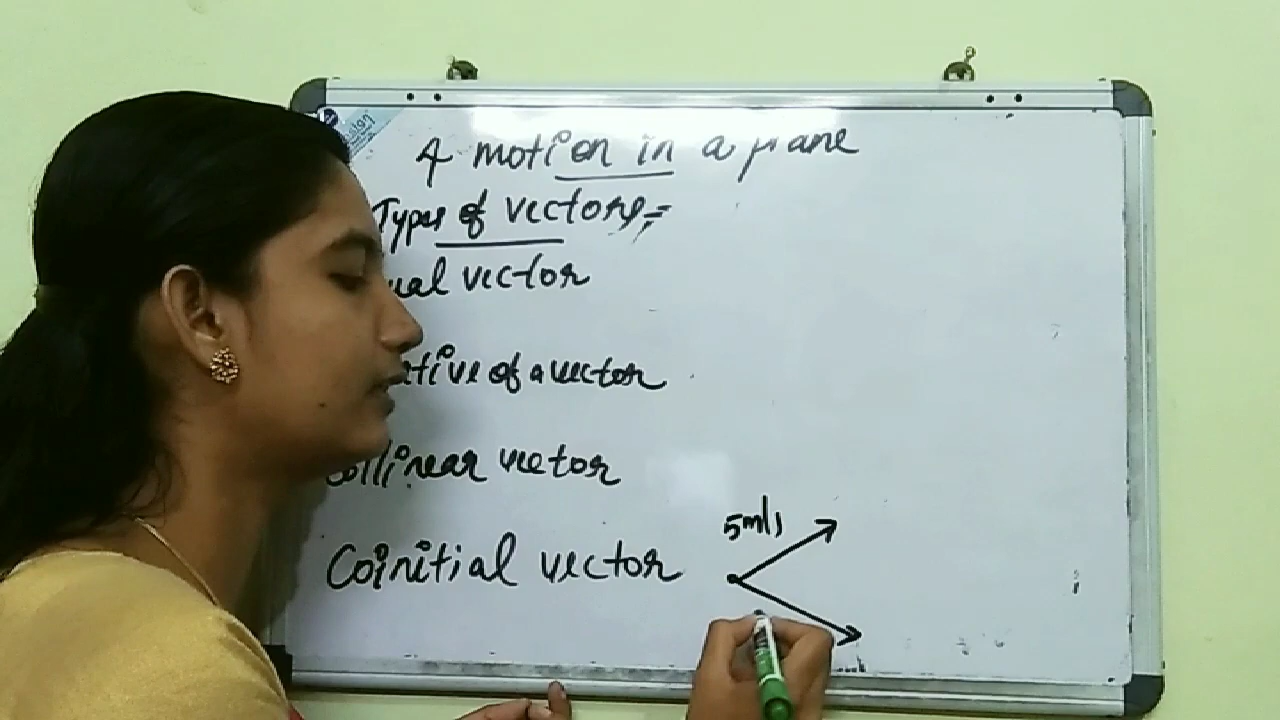 4 motion in a plane
Types of vectors,=
ual vector
ative of a vector
ollinear vector
Coinitial vector
5m/s